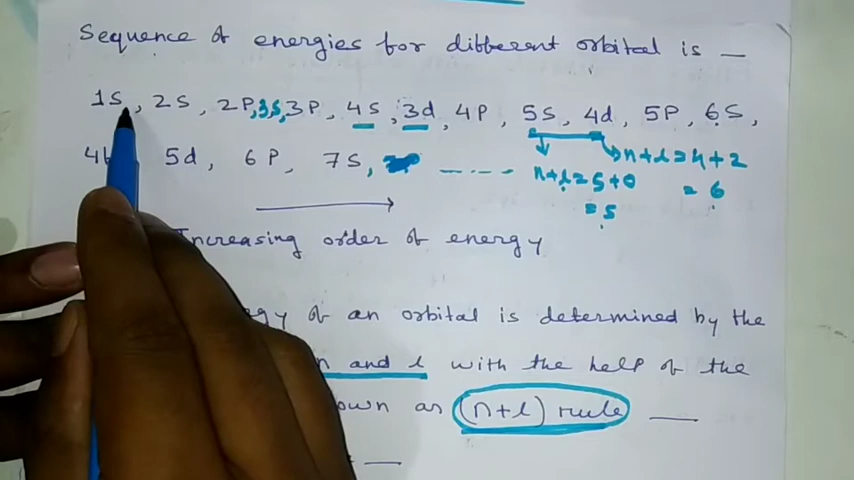 Sequence of energies for different orbital is —
1S, 2S, 2P, 3S, 3P, 4S, 3d, 4P, 5S, 4d, 5P, 6S,
5d, 6P, 7S, -----
n+l=5+0
=5
n+l=4+2
=6
Increasing order of energy
of an orbital is determined by the
n and l with the help of the
as (n+l) rule —